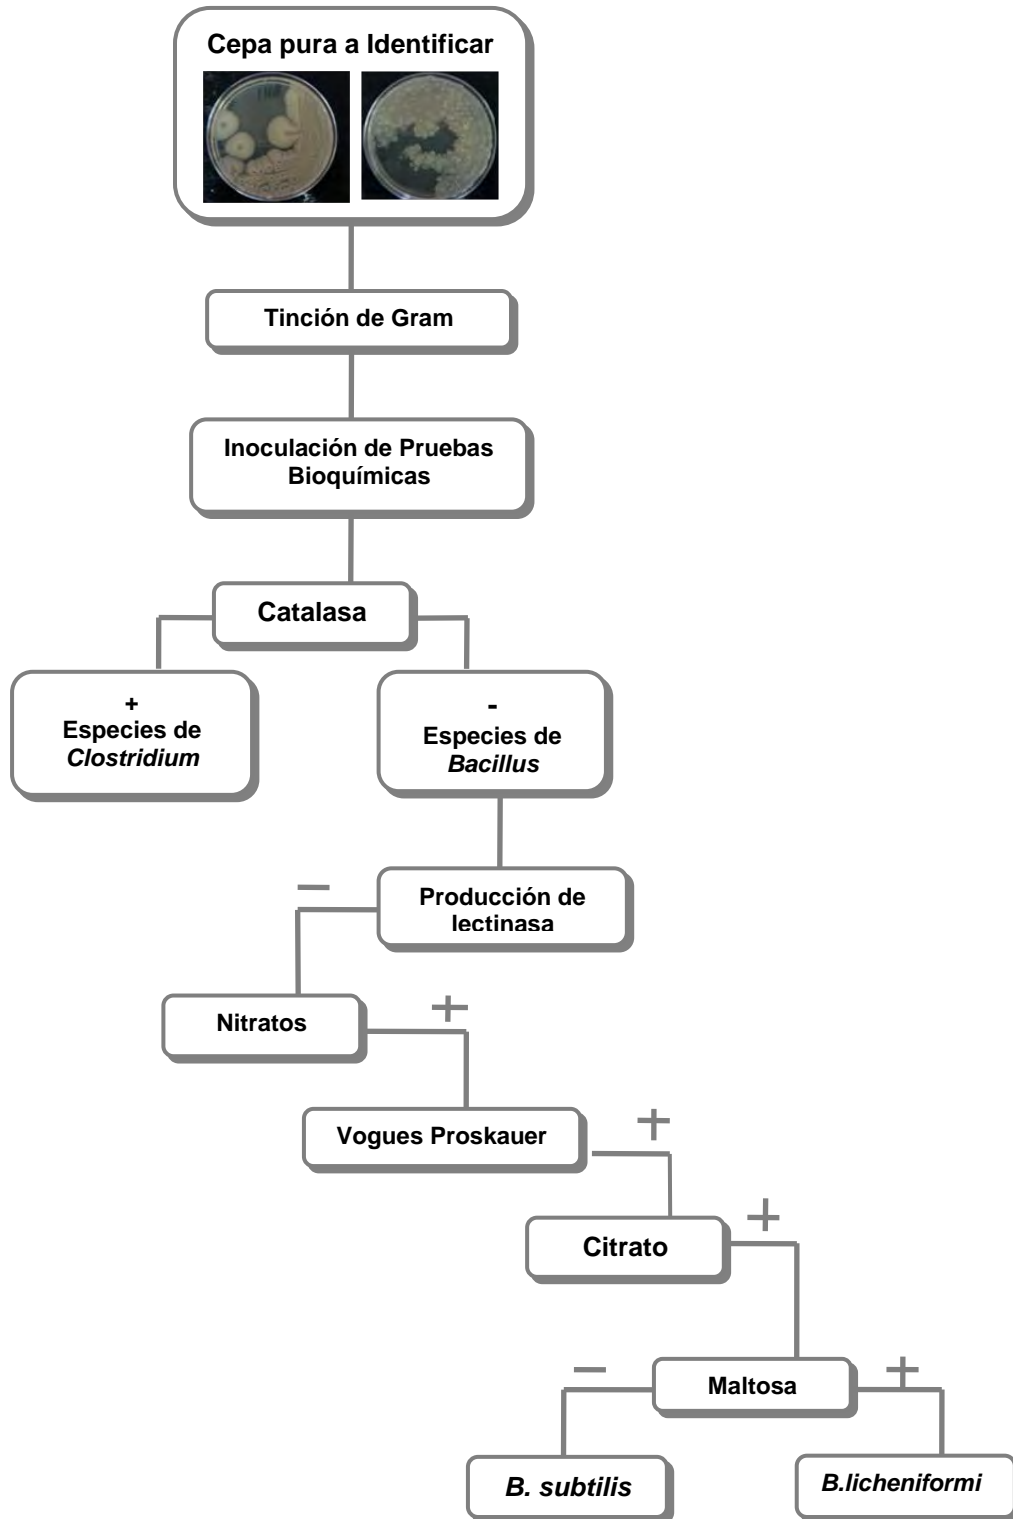 Cepa pura a Identificar
Tinción de Gram
Inoculación de Pruebas
Bioquímicas
Catalasa
+
Especies de
Clostridium
-
Especies de
Bacillus
Producción de
lectinasa
–
Nitratos
+
Vogues Proskauer
+
Citrato
+
Maltosa
–
+
B. subtilis
B.licheniformi